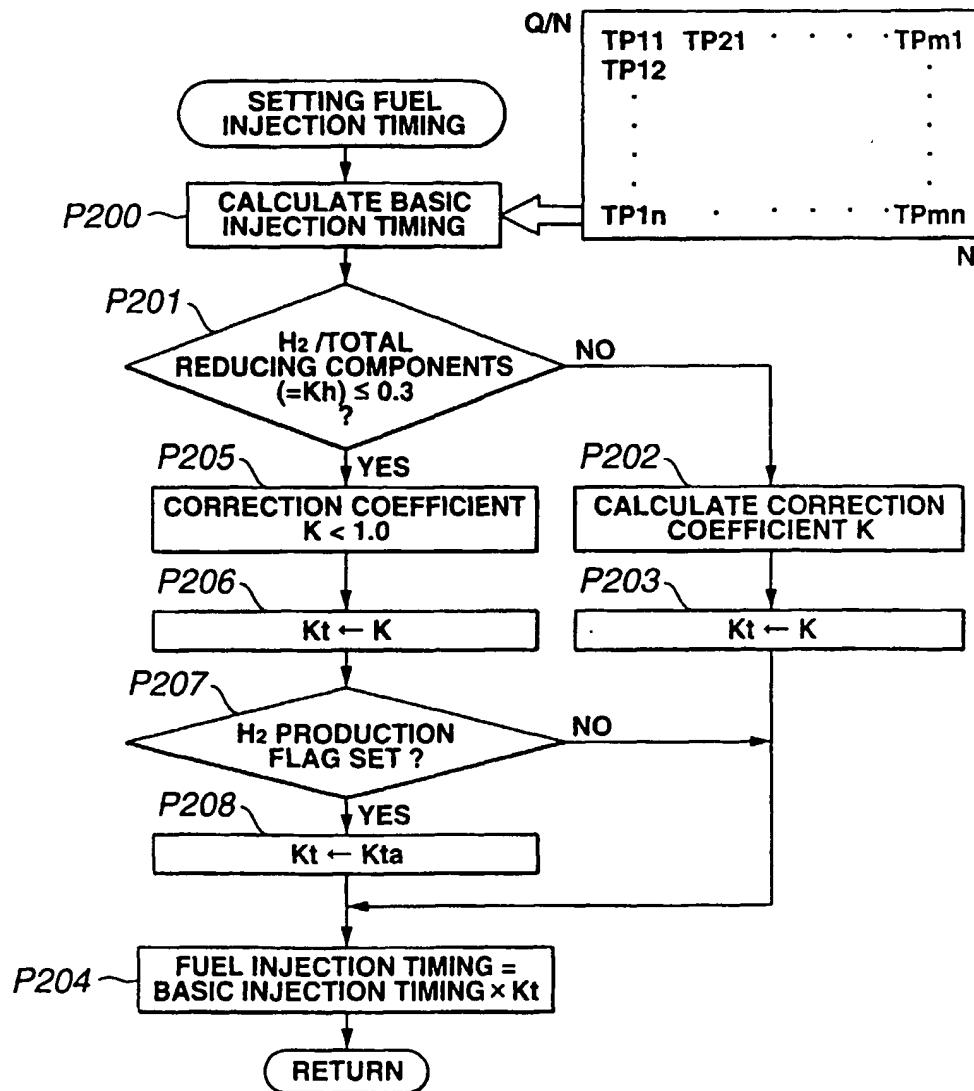 Q/N
TP11 TP21 · · · · TPm1
TP12 ·
· ·
· ·
· ·
· ·
TP1n · · · · · TPmn
N
SETTING FUEL
INJECTION TIMING
P200
CALCULATE BASIC
INJECTION TIMING
P201
H2 /TOTAL
REDUCING COMPONENTS
(=Kh) ≤ 0.3
?
NO
YES
P205
CORRECTION COEFFICIENT
K < 1.0
P202
CALCULATE CORRECTION
COEFFICIENT K
P206
Kt ← K
P203
Kt ← K
P207
H2 PRODUCTION
FLAG SET ?
NO
YES
P208
Kt ← Kta
P204
FUEL INJECTION TIMING =
BASIC INJECTION TIMING × Kt
RETURN